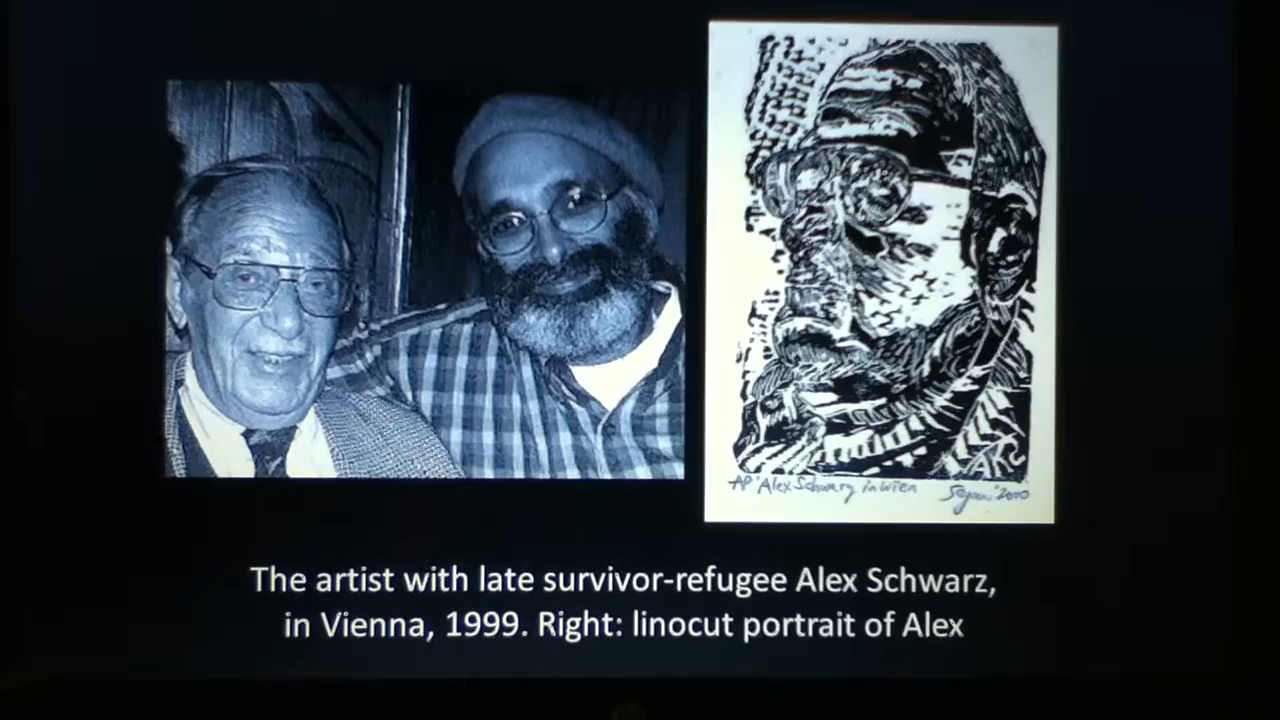 AP 'Alex Schwarz in Wien '2000
The artist with late survivor-refugee Alex Schwarz,
in Vienna, 1999. Right: linocut portrait of Alex